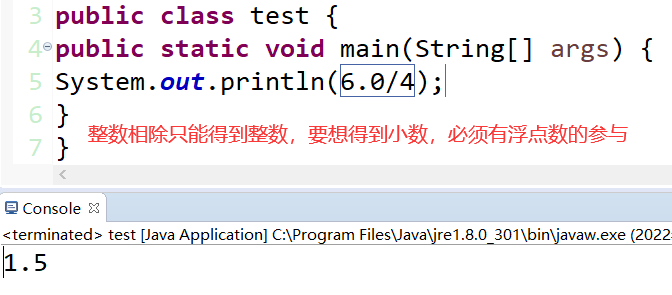 3 public class test {
4 public static void main(String[] args) {
5 System.out.println(6.0/4);
6 }
7 }
整数相除只能得到整数，要想得到小数，必须有浮点数的参与
Console
<terminated> test [Java Application] C:\Program Files\Java\jre1.8.0_301\bin\javaw.exe (2022
1.5